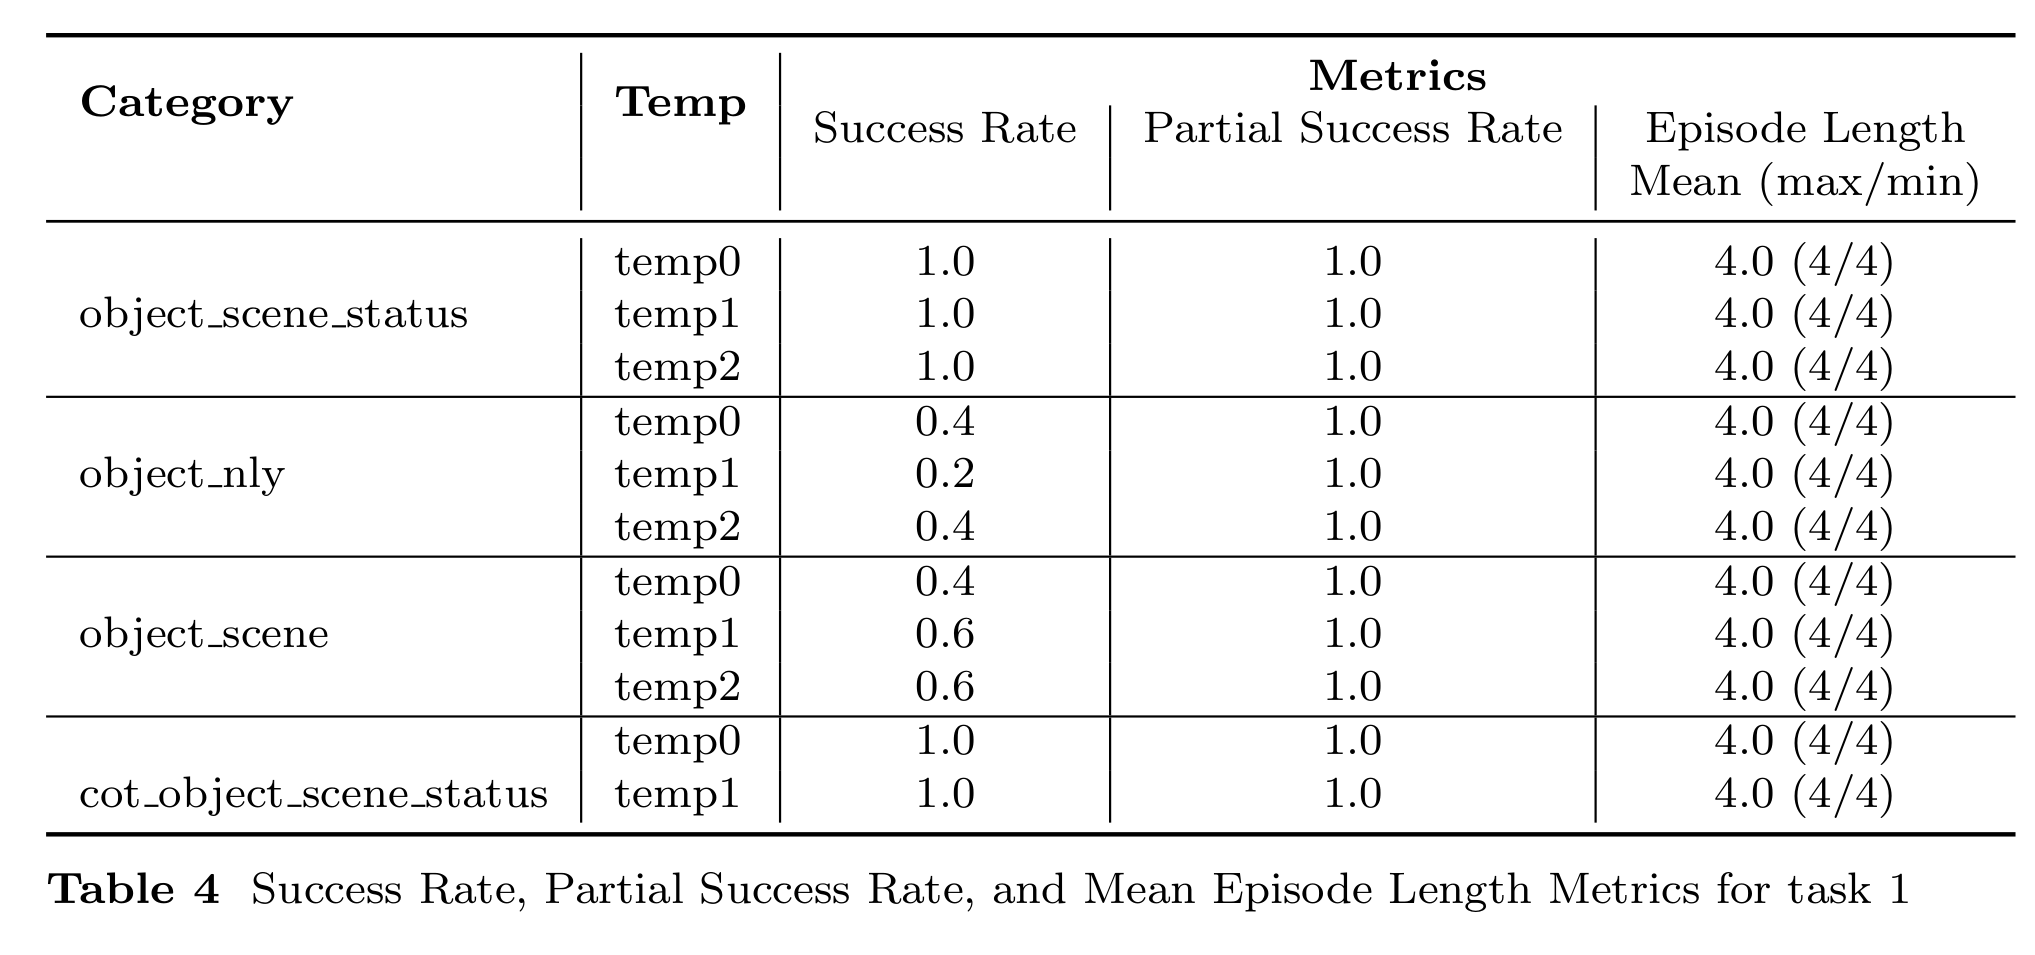 Metrics
Category Temp
Success Rate Partial Success Rate Episode Length
Mean (max/min)
temp0 1.0 1.0 4.0 (4/4)
object_scene_status temp1 1.0 1.0 4.0 (4/4)
temp2 1.0 1.0 4.0 (4/4)
temp0 0.4 1.0 4.0 (4/4)
object_nly temp1 0.2 1.0 4.0 (4/4)
temp2 0.4 1.0 4.0 (4/4)
temp0 0.4 1.0 4.0 (4/4)
object_scene temp1 0.6 1.0 4.0 (4/4)
temp2 0.6 1.0 4.0 (4/4)
temp0 1.0 1.0 4.0 (4/4)
cot_object_scene_status temp1 1.0 1.0 4.0 (4/4)
Table 4 Success Rate, Partial Success Rate, and Mean Episode Length Metrics for task 1